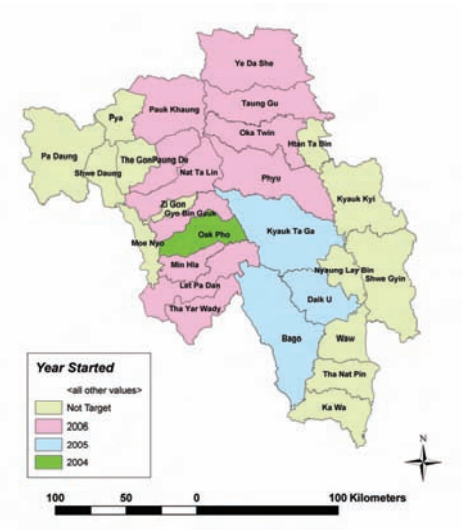 Ye Da She
Pauk Khaung
Taung Gu
Pya
Oka Twin
Htan Ta Bin
Pa Daung
The Gon
Paung De
Shwe Daung
Nat Ta Lin
Phyu
Kyauk Kyi
Zi Gon
Gyo Bin Gauk
Oak Pho
Kyauk Ta Ga
Moe Nyo
Min Hla
Nyaung Lay Bin
Shwe Gyin
Let Pa Dan
Daik U
Tha Yar Wady
Bago
Waw
Tha Nat Pin
Ka Wa
Year Started
<all other values>
Not Target
2006
2005
2004
N
100 50 0 100 Kilometers